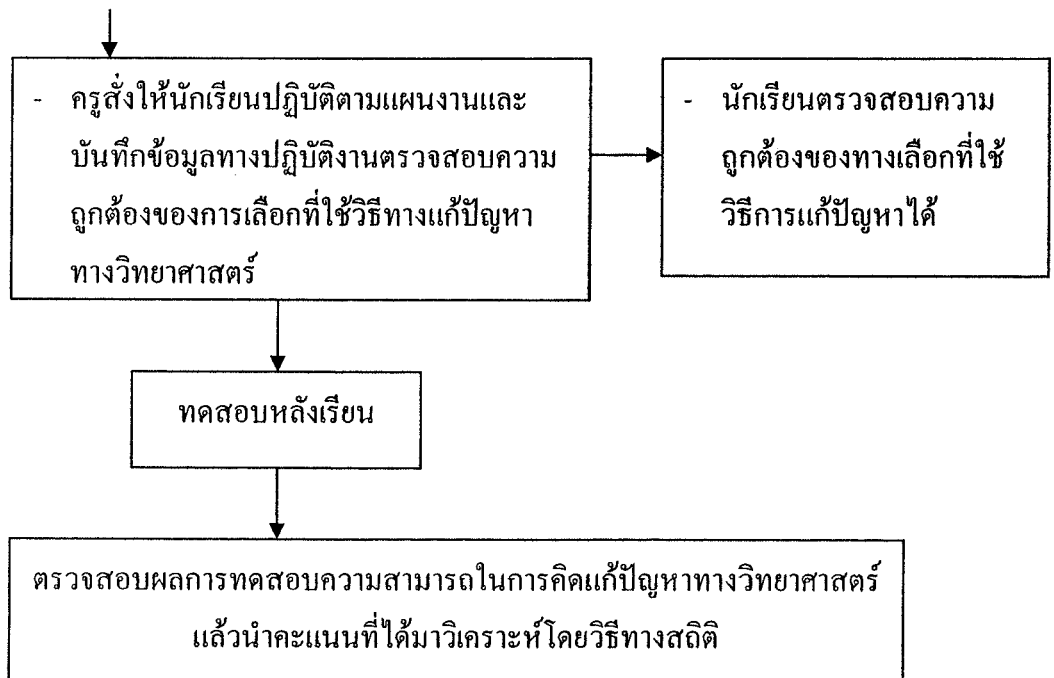 - ครูสั่งให้นักเรียนปฏิบัติตามแผนงานและ
บันทึกข้อมูลทางปฏิบัติงานตรวจสอบความ
ถูกต้องของการเลือกที่ใช้วิธีทางแก้ปัญหา
ทางวิทยาศาสตร์
- นักเรียนตรวจสอบความ
ถูกต้องของทางเลือกที่ใช้
วิธีการแก้ปัญหาได้
ทดสอบหลังเรียน
ตรวจสอบผลการทดสอบความสามารถในการคิดแก้ปัญหาทางวิทยาศาสตร์
แล้วนำคะแนนที่ได้มาวิเคราะห์โดยวิธีทางสถิติ